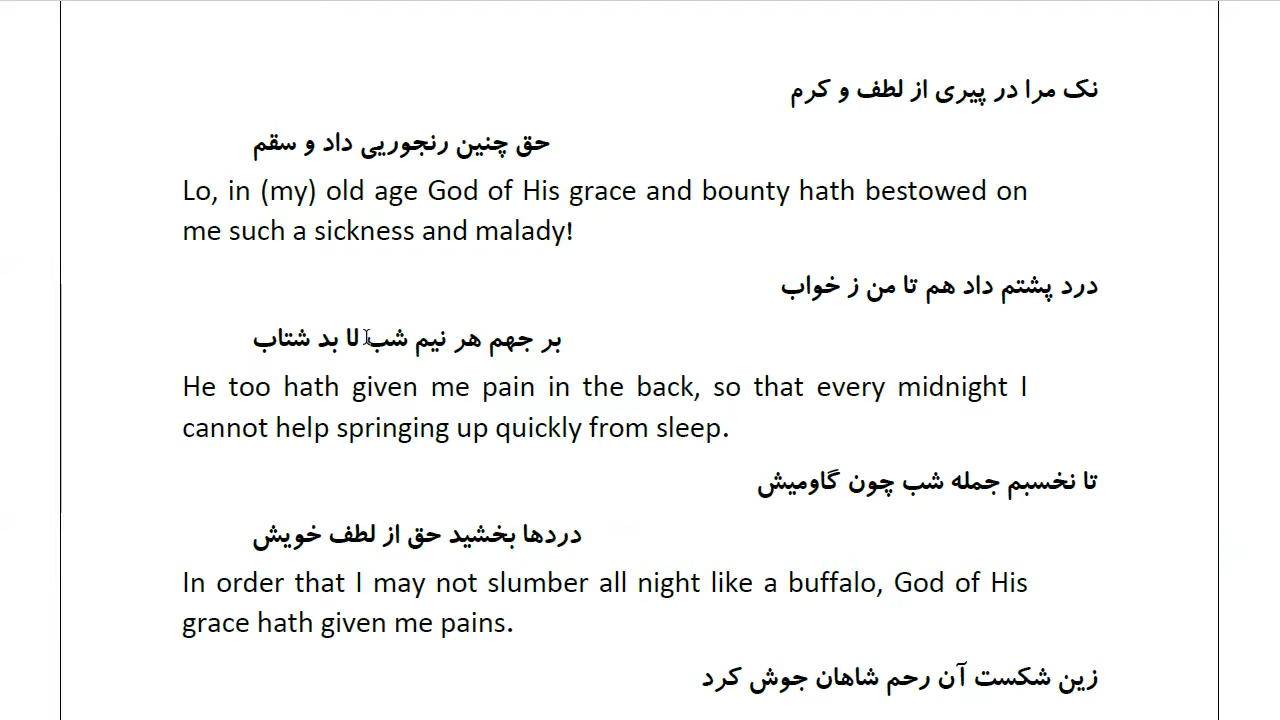 نک مرا در پیری از لطف و کرم
حق چنین رنجوریی داد و سقم
Lo, in (my) old age God of His grace and bounty hath bestowed on
me such a sickness and malady!
درد پشتم داد هم تا من ز خواب
بر جهم هر نیم شب لا بد شتاب
He too hath given me pain in the back, so that every midnight I
cannot help springing up quickly from sleep.
تا نخسبم جمله شب چون گاومیش
دردها بخشید حق از لطف خویش
In order that I may not slumber all night like a buffalo, God of His
grace hath given me pains.
زین شکست آن رحم شاهان جوش کرد